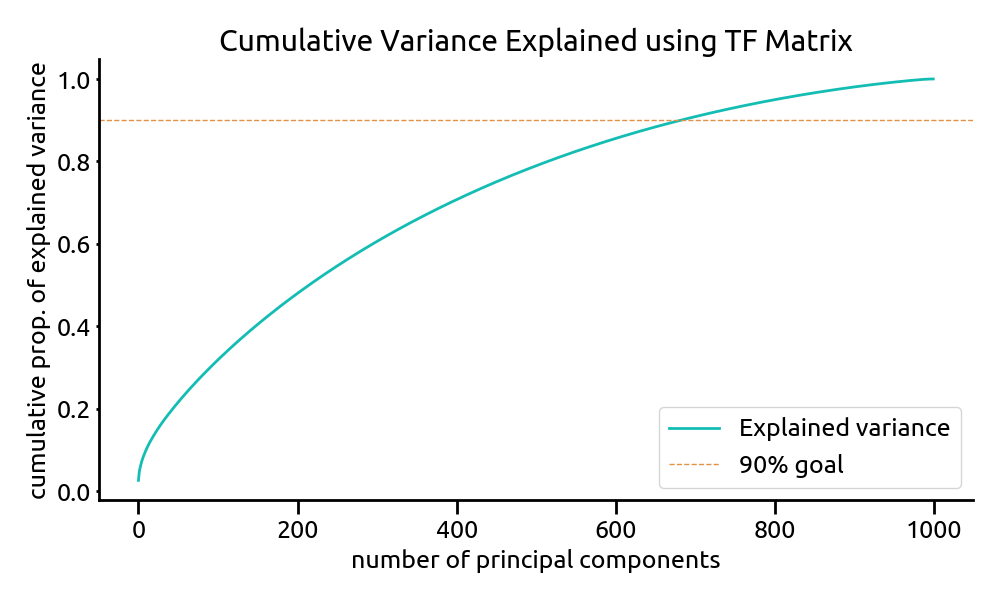 Cumulative Variance Explained using TF Matrix
cumulative prop. of explained variance
1.0
0.8
0.6
0.4
0.2
0.0
Explained variance
90% goal
0 200 400 600 800 1000
number of principal components